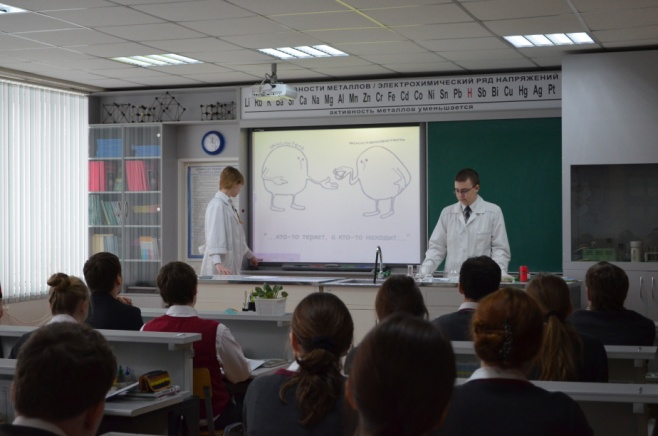 АКТИВНОСТИ МЕТАЛЛОВ / ЭЛЕКТРОХИМИЧЕСКИЙ РЯД НАПРЯЖЕНИЙ
Li Rb K Ba Sr Ca Na Mg Al Mn Zn Cr Fe Cd Co Ni Sn Pb H Sb Bi Cu Hg Ag Pt
активность металлов уменьшается
"...кто-то теряет, а кто-то находит..."